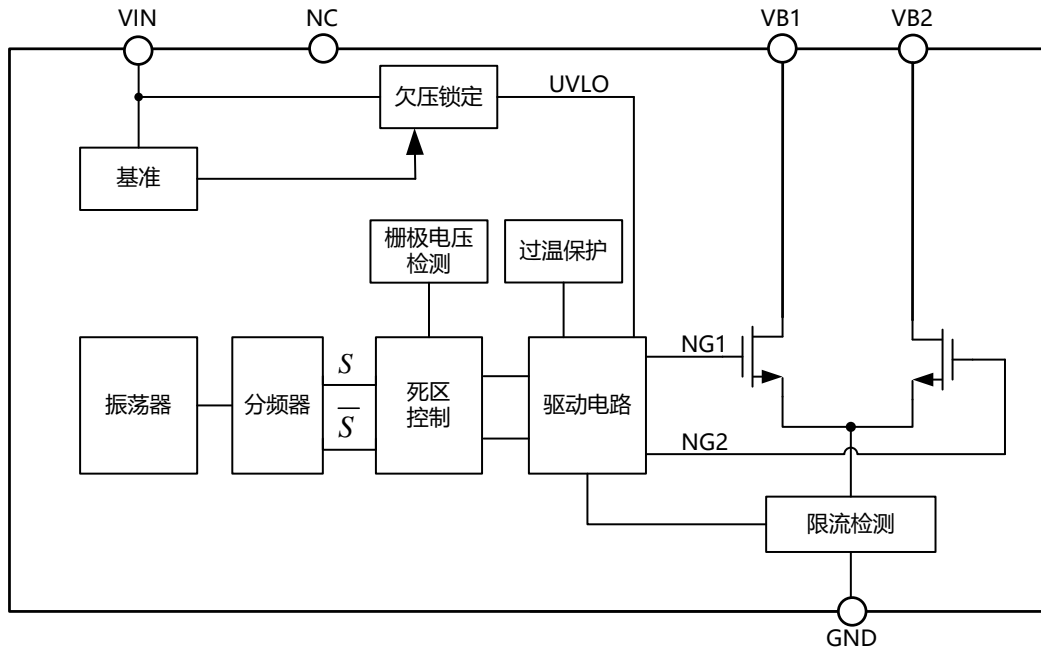 VIN
NC
VB1
VB2
欠压锁定
UVLO
基准
栅极电压
检测
过温保护
振荡器
分频器
S
S̅
死区
控制
驱动电路
NG1
NG2
限流检测
GND